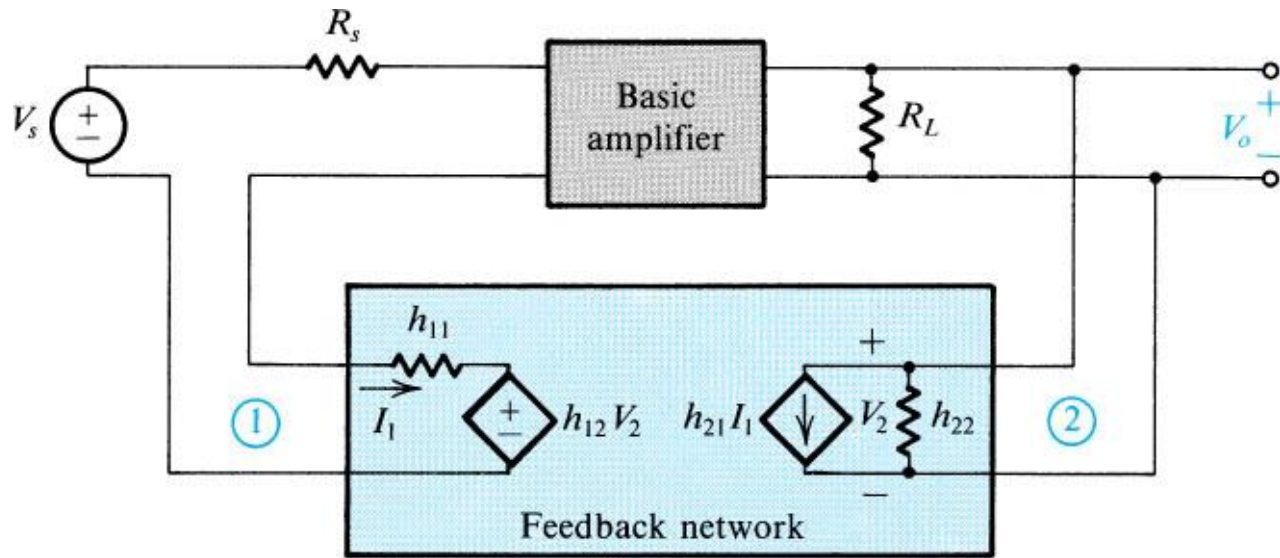 R_s
V_s
+
−
Basic
amplifier
R_L
+
V_o
−
h_11
I_1
+
−
h_12 V_2
h_21 I_1
+
V_2
−
h_22
1
2
Feedback network